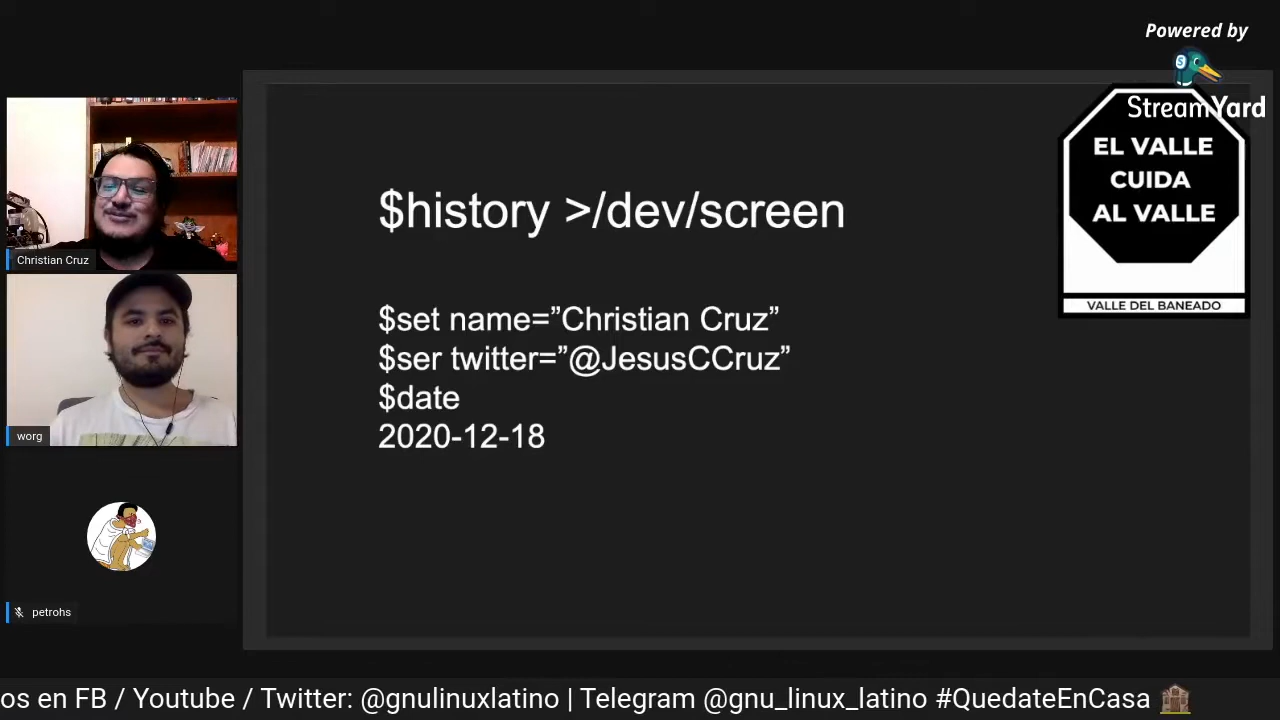 Powered by
StreamYard
EL VALLE
CUIDA
AL VALLE
VALLE DEL BANEADO
$history >/dev/screen
$set name=”Christian Cruz”
$ser twitter=”@JesusCCruz”
$date
2020-12-18
Christian Cruz
worg
petrohs
os en FB / Youtube / Twitter: @gnulinuxlatino | Telegram @gnu_linux_latino #QuedateEnCasa